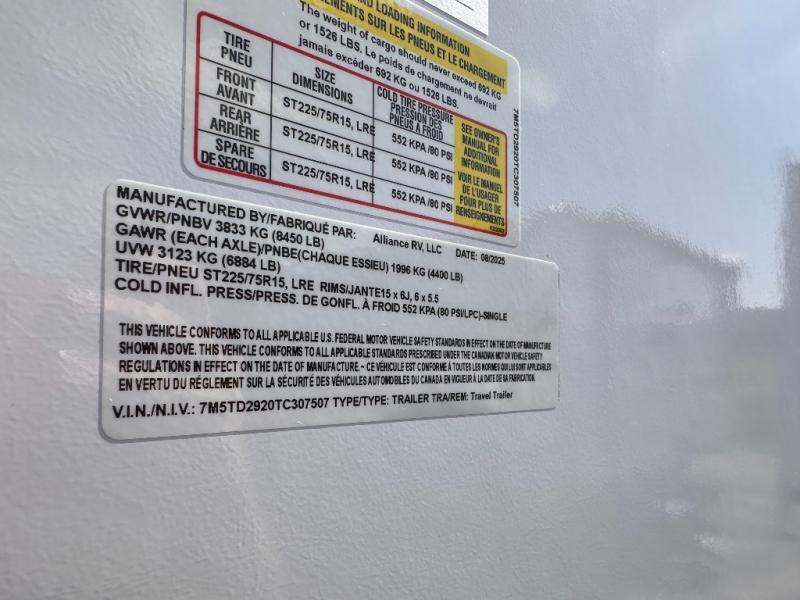 AND LOADING INFORMATION
SUR LES PNEUS ET LE CHARGEMENT
The weight of cargo should never exceed 692 KG
or 1526 LBS. Le poids de chargement ne devrait
jamais excéder 692 KG ou 1526 LBS.
TIRE PNEU SIZE DIMENSIONS COLD TIRE PRESSURE PRESSION DES PNEUS À FROID
FRONT AVANT ST225/75R15, LRE 552 KPA /80 PSI
REAR ARRIÈRE ST225/75R15, LRE 552 KPA /80 PSI
SPARE DE SECOURS ST225/75R15, LRE 552 KPA /80 PSI
SEE OWNER'S
MANUAL FOR
ADDITIONAL
INFORMATION
VOIR LE MANUEL
DE L'USAGER
POUR PLUS DE
RENSEIGNEMENTS
7M5TD2920TC307507
MANUFACTURED BY/FABRIQUÉ PAR: Alliance RV, LLC DATE: 08/2025
GVWR/PNBV 3833 KG (8450 LB)
GAWR (EACH AXLE)/PNBE(CHAQUE ESSIEU) 1996 KG (4400 LB)
UVW 3123 KG (6884 LB)
TIRE/PNEU ST225/75R15, LRE RIMS/JANTE15 x 6J, 6 x 5.5
COLD INFL. PRESS/PRESS. DE GONFL. À FROID 552 KPA (80 PSI/LPC)-SINGLE
THIS VEHICLE CONFORMS TO ALL APPLICABLE U.S. FEDERAL MOTOR VEHICLE SAFETY STANDARDS IN EFFECT ON THE DATE OF MANUFACTURE
SHOWN ABOVE. THIS VEHICLE CONFORMS TO ALL APPLICABLE STANDARDS PRESCRIBED UNDER THE CANADIAN MOTOR VEHICLE SAFETY
REGULATIONS IN EFFECT ON THE DATE OF MANUFACTURE.~ CE VÉHICULE EST CONFORME À TOUTES LES NORMES QUI LUI SONT APPLICABLES
EN VERTU DU RÉGLEMENT SUR LA SÉCURITÉ DES VÉHICULES AUTOMOBILES DU CANADA EN VIGUEUR À LA DATE DE SA FABRICATION.
V.I.N./N.I.V.: 7M5TD2920TC307507 TYPE/TYPE: TRAILER TRA/REM: Travel Trailer